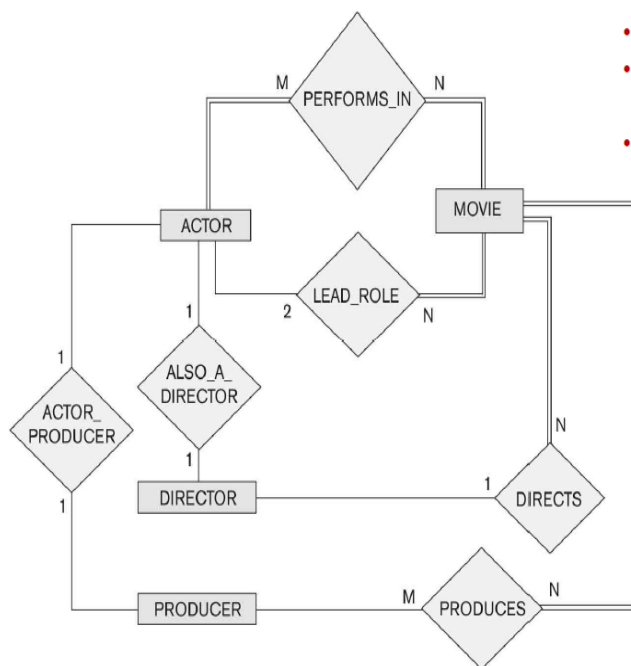 M
N
PERFORMS_IN
MOVIE
ACTOR
LEAD_ROLE
2
N
1
1
ALSO_A_
DIRECTOR
ACTOR_
PRODUCER
N
1
1
DIRECTOR
1
DIRECTS
PRODUCER
M
N
PRODUCES